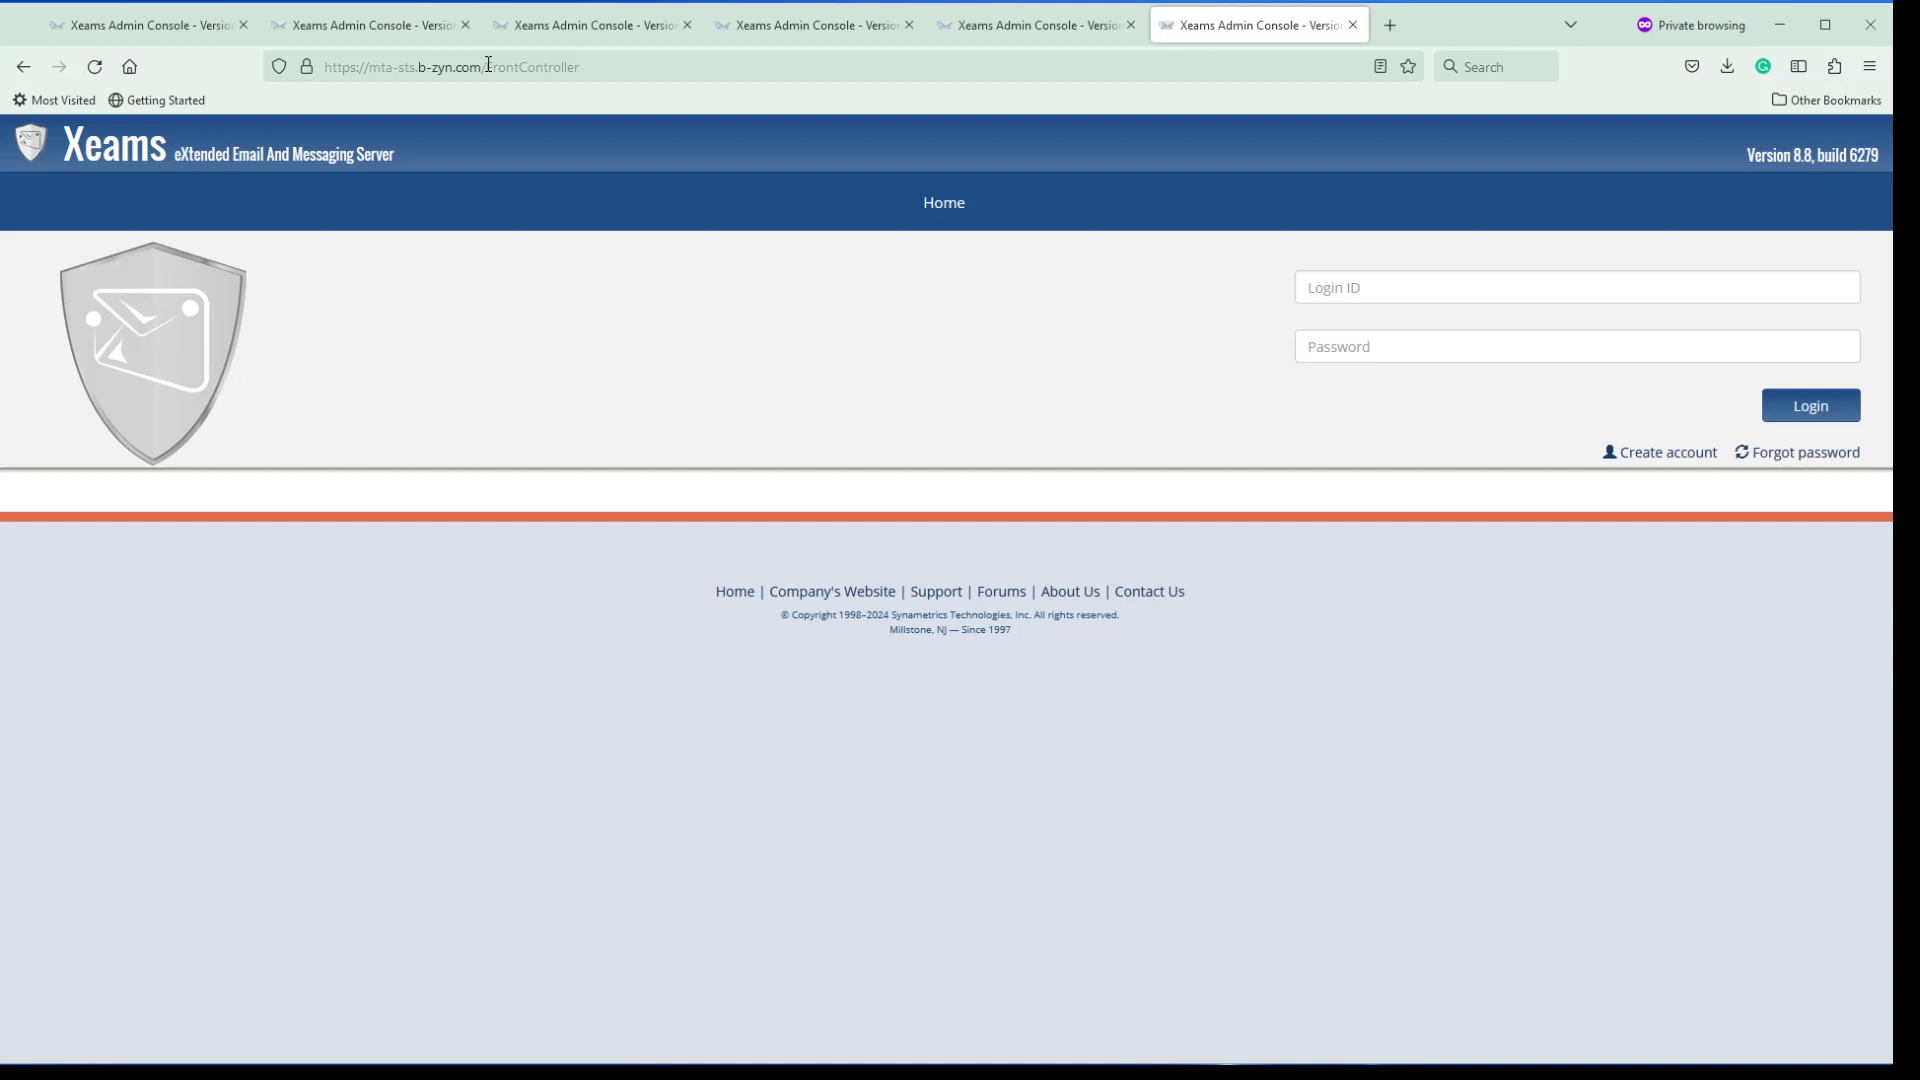 Xeams Admin Console - Versio
Xeams Admin Console - Versio
Xeams Admin Console - Versio
Xeams Admin Console - Versio
Xeams Admin Console - Versio
Xeams Admin Console - Versio
Private browsing
https://mta-sts.b-zyn.com/FrontController
Search
Most Visited
Getting Started
Other Bookmarks
Xeams eXtended Email And Messaging Server
Version 8.8, build 6279
Home
Login ID
Password
Login
Create account
Forgot password
Home | Company's Website | Support | Forums | About Us | Contact Us
© Copyright 1998–2024 Synametrics Technologies, Inc. All rights reserved.
Millstone, NJ — Since 1997